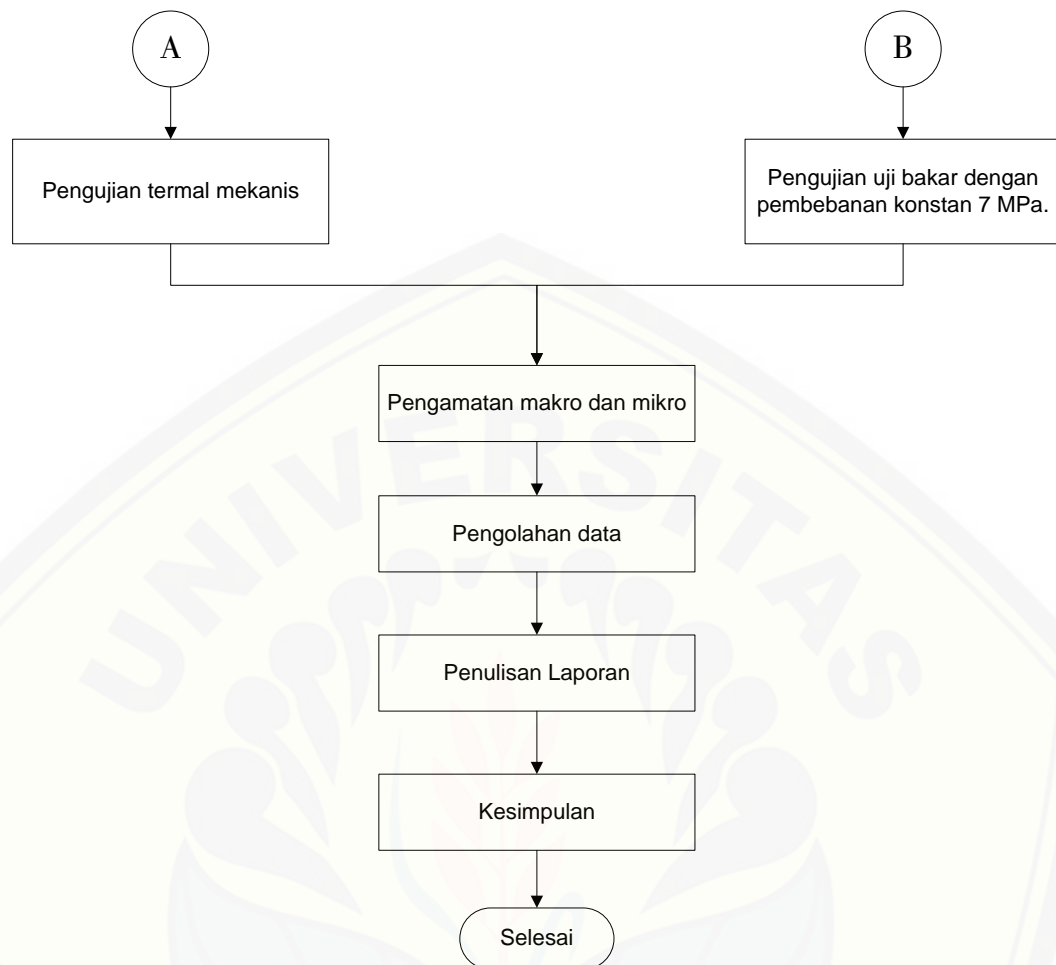 A
B
Pengujian termal mekanis
Pengujian uji bakar dengan
pembebanan konstan 7 MPa.
Pengamatan makro dan mikro
Pengolahan data
Penulisan Laporan
Kesimpulan
Selesai
UNIVERSITAS